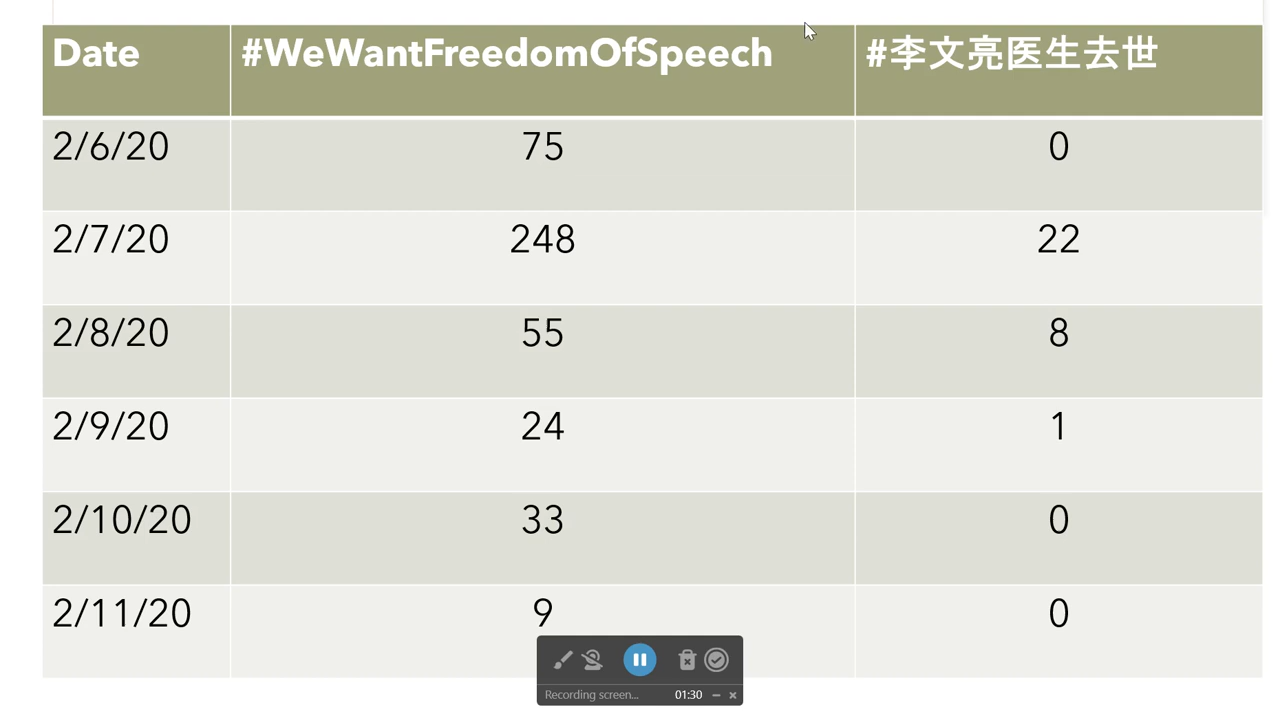 Date #WeWantFreedomOfSpeech #李文亮医生去世
2/6/20 75 0
2/7/20 248 22
2/8/20 55 8
2/9/20 24 1
2/10/20 33 0
2/11/20 9 0
Recording screen... 01:30